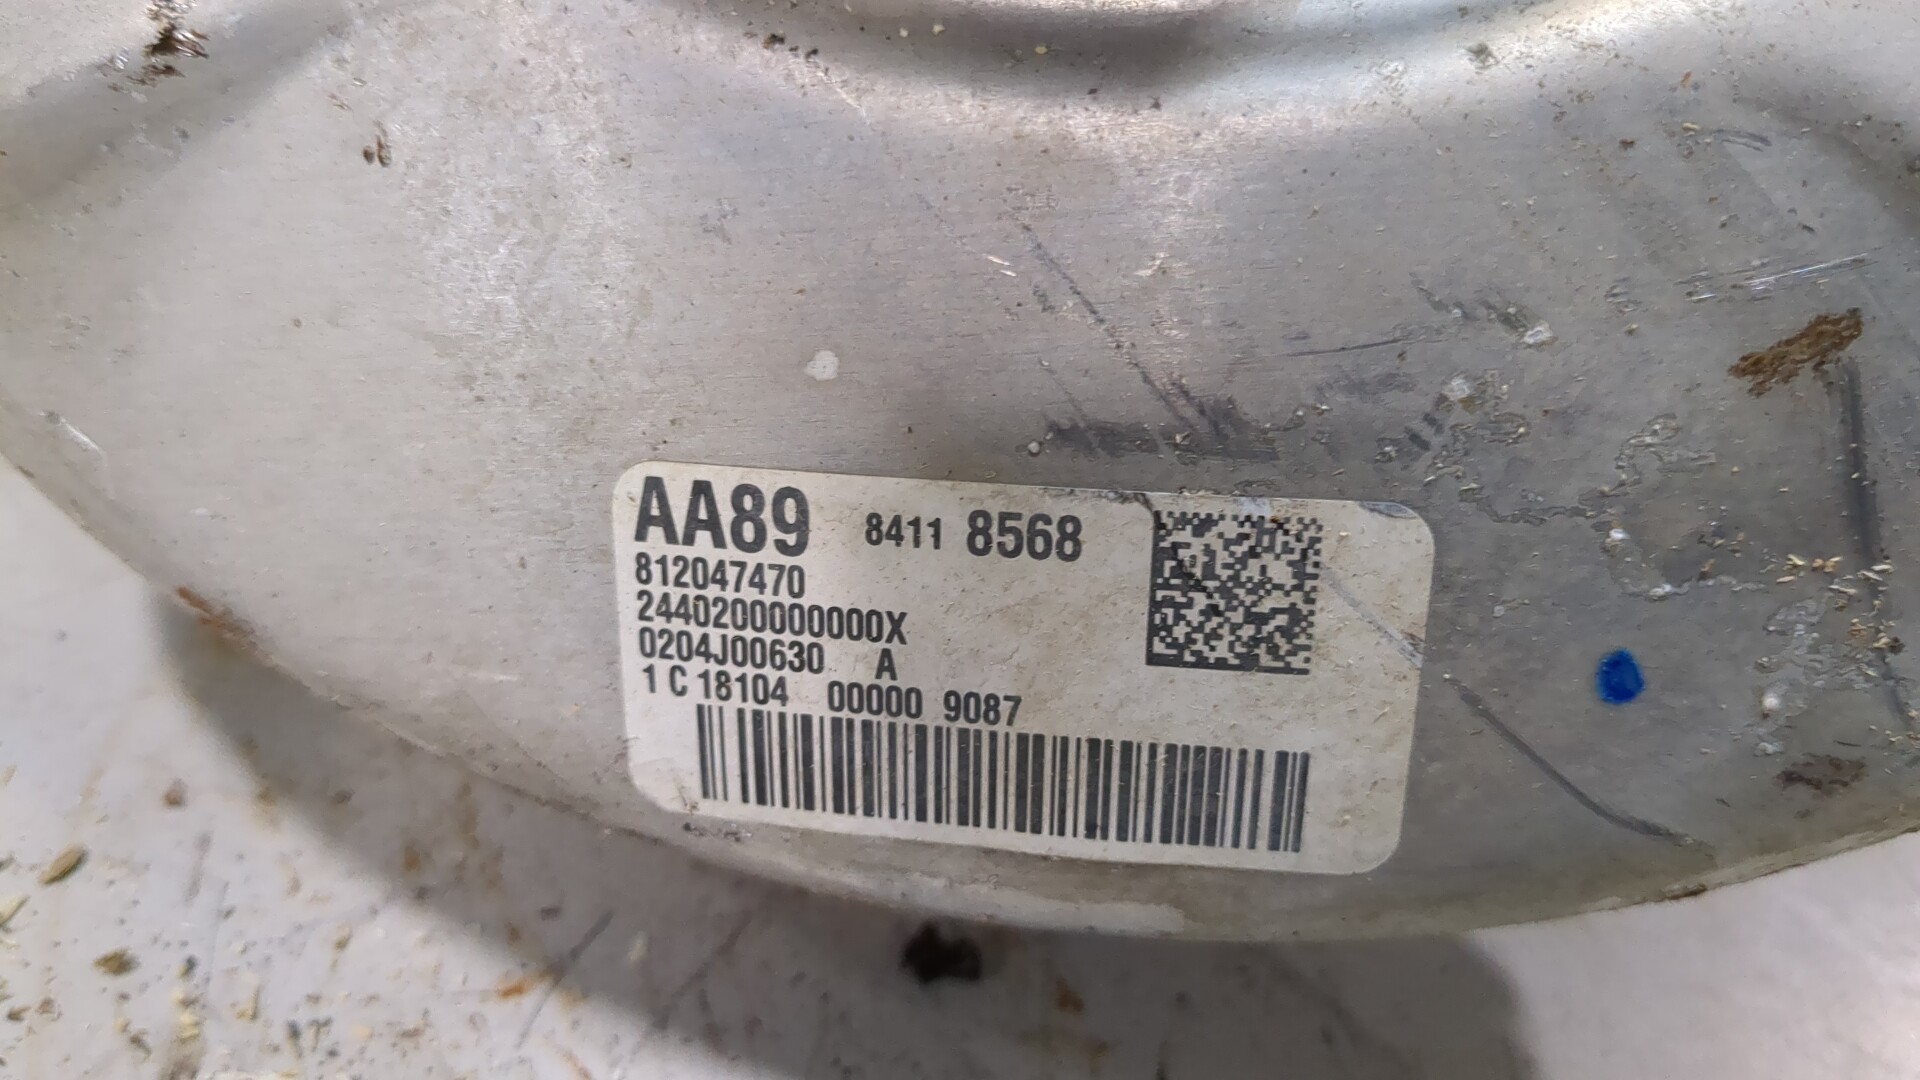 AA89 8411 8568
812047470
2440200000000X
0204J00630 A
1 C 18104 00000 9087